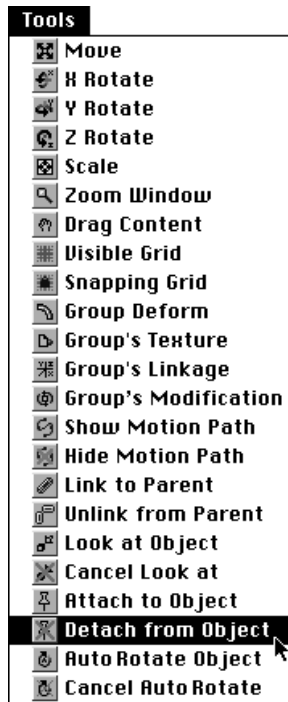 Tools
Move
X Rotate
Y Rotate
Z Rotate
Scale
Zoom Window
Drag Content
Visible Grid
Snapping Grid
Group Deform
Group's Texture
Group's Linkage
Group's Modification
Show Motion Path
Hide Motion Path
Link to Parent
Unlink from Parent
Look at Object
Cancel Look at
Attach to Object
Detach from Object
Auto Rotate Object
Cancel Auto Rotate